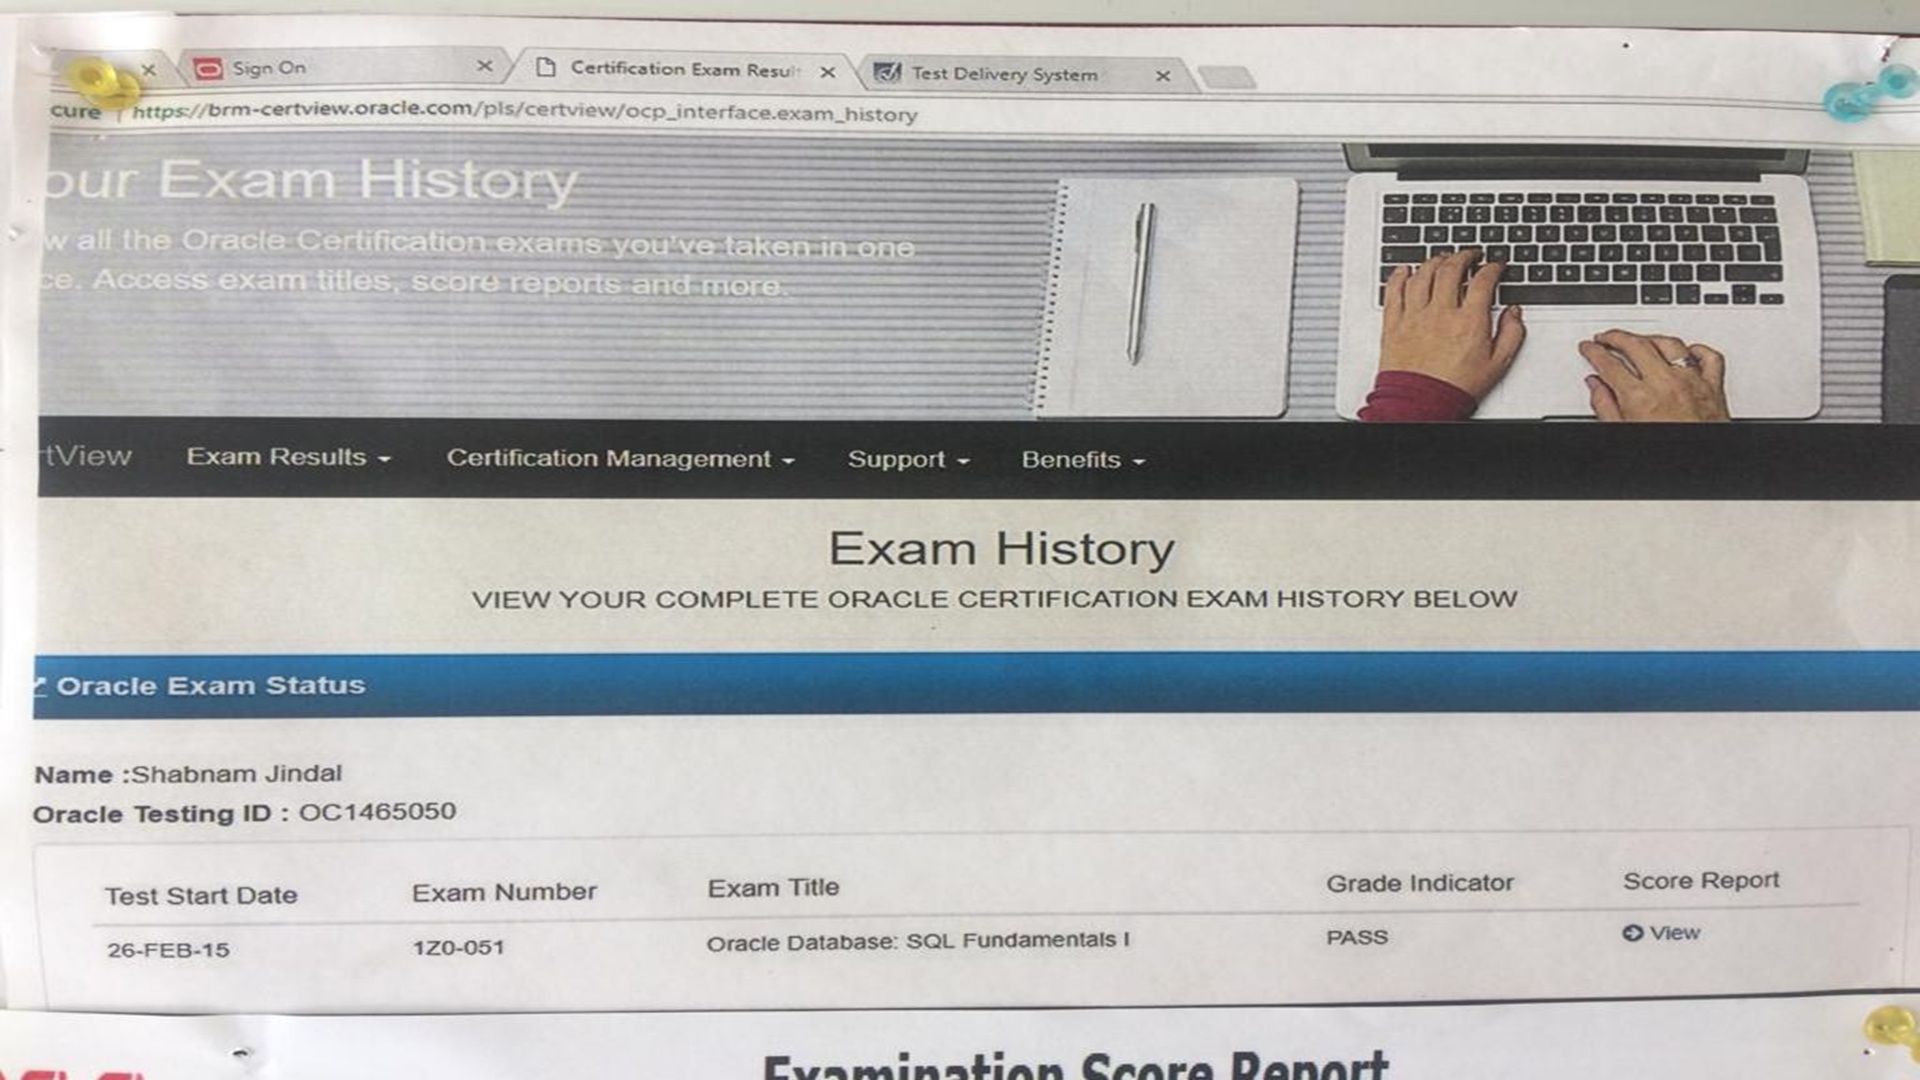 Sign On
Certification Exam Resul
Test Delivery System
cure https://brm-certview.oracle.com/pls/certview/ocp_interface.exam_history
our Exam History
w all the Oracle Certification exams you've taken in one
ce. Access exam titles, score reports and more.
tView Exam Results Certification Management Support Benefits
Exam History
VIEW YOUR COMPLETE ORACLE CERTIFICATION EXAM HISTORY BELOW
Oracle Exam Status
Name :Shabnam Jindal
Oracle Testing ID : OC1465050
Test Start Date Exam Number Exam Title Grade Indicator Score Report
26-FEB-15 1Z0-051 Oracle Database: SQL Fundamentals I PASS View
Examination Score Report